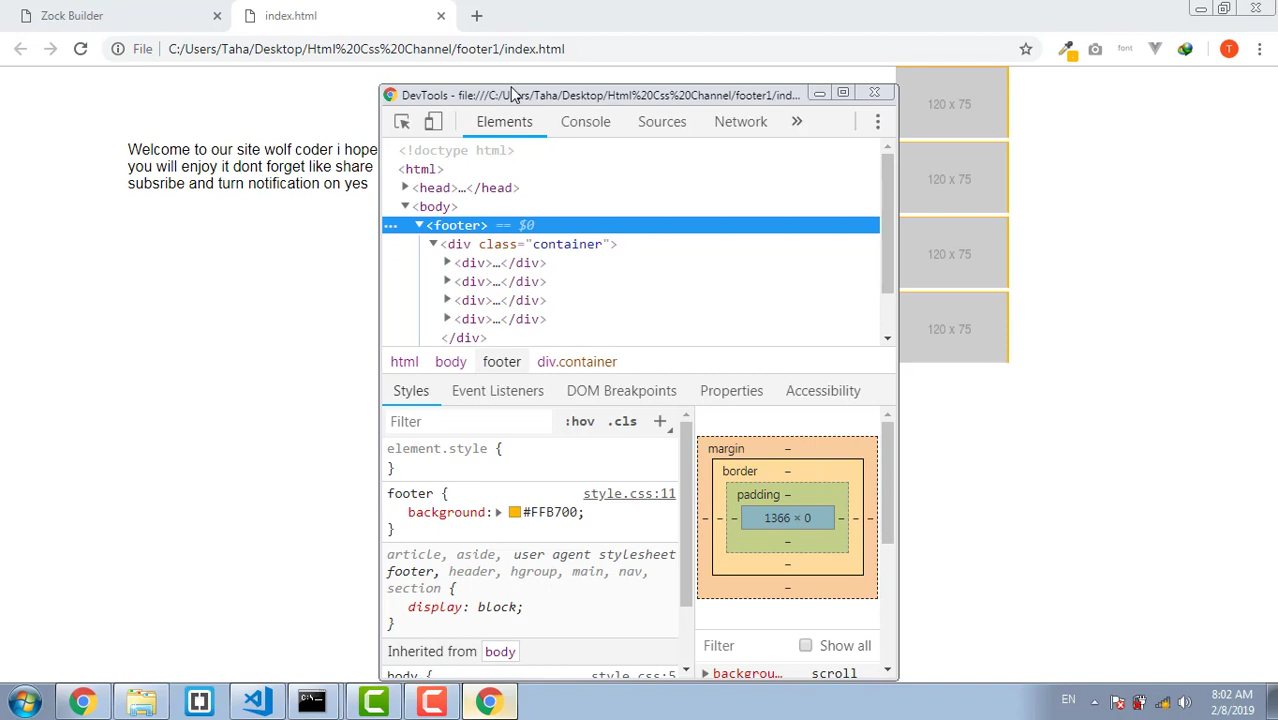 Zock Builder
index.html
File
C:/Users/Taha/Desktop/Html%20Css%20Channel/footer1/index.html
font
T
120 x 75
120 x 75
120 x 75
120 x 75
Welcome to our site wolf coder i hope
you will enjoy it dont forget like share
subsribe and turn notification on yes
DevTools - file:///C:/Users/Taha/Desktop/Html%20Css%20Channel/footer1/ind...
Elements Console Sources Network »
<!doctype html>
<html>
<head>…</head>
<body>
… <footer> == $0
<div class="container">
<div>…</div>
<div>…</div>
<div>…</div>
<div>…</div>
</div>
html body footer div.container
Styles Event Listeners DOM Breakpoints Properties Accessibility
Filter :hov .cls +
element.style {
}
footer { style.css:11
background: #FFB700;
}
article, aside, user agent stylesheet
footer, header, hgroup, main, nav,
section {
display: block;
}
Inherited from body
body { style.css:5
margin –
border –
padding –
– – – 1366 × 0 – – –
–
–
–
Filter Show all
backgrou… scroll
EN
8:02 AM
2/8/2019